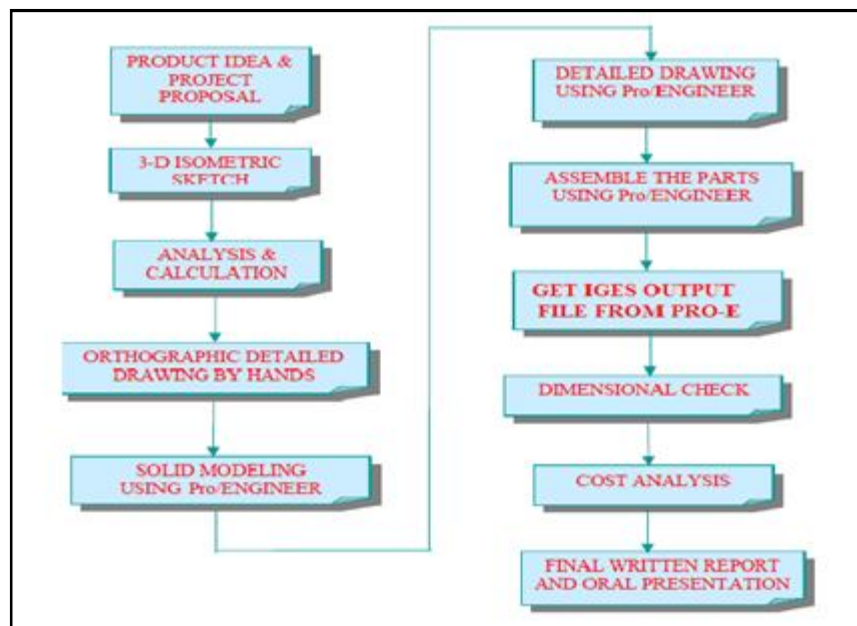 PRODUCT IDEA &
PROJECT
PROPOSAL
3-D ISOMETRIC
SKETCH
ANALYSIS &
CALCULATION
ORTHOGRAPHIC DETAILED
DRAWING BY HANDS
SOLID MODELING
USING Pro/ENGINEER
DETAILED DRAWING
USING Pro/ENGINEER
ASSEMBLE THE PARTS
USING Pro/ENGINEER
GET IGES OUTPUT
FILE FROM PRO-E
DIMENSIONAL CHECK
COST ANALYSIS
FINAL WRITTEN REPORT
AND ORAL PRESENTATION